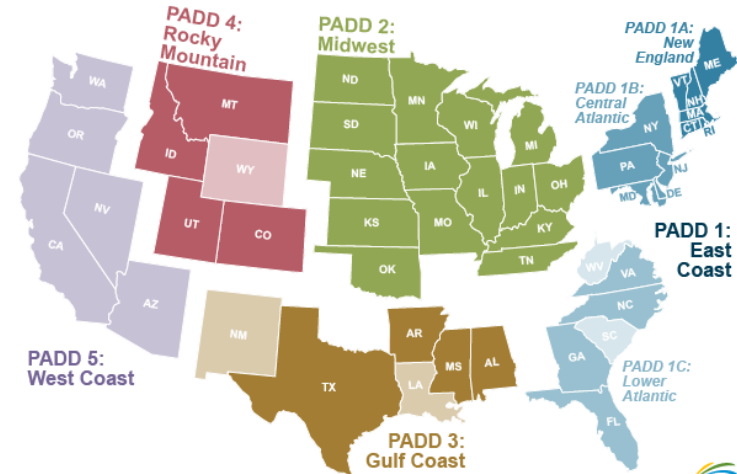 PADD 4:
Rocky
Mountain
PADD 2:
Midwest
PADD 1A:
New
England
PADD 1B:
Central
Atlantic
WA
OR
CA
NV
AZ
MT
ID
WY
UT
CO
ND
SD
NE
KS
OK
MN
IA
MO
WI
IL
IN
MI
OH
KY
TN
ME
VT
NH
MA
CT
RI
NY
PA
NJ
MD
DE
PADD 1:
East
Coast
WV
VA
NC
SC
GA
FL
PADD 1C:
Lower
Atlantic
NM
TX
AR
LA
MS
AL
PADD 5:
West Coast
PADD 3:
Gulf Coast